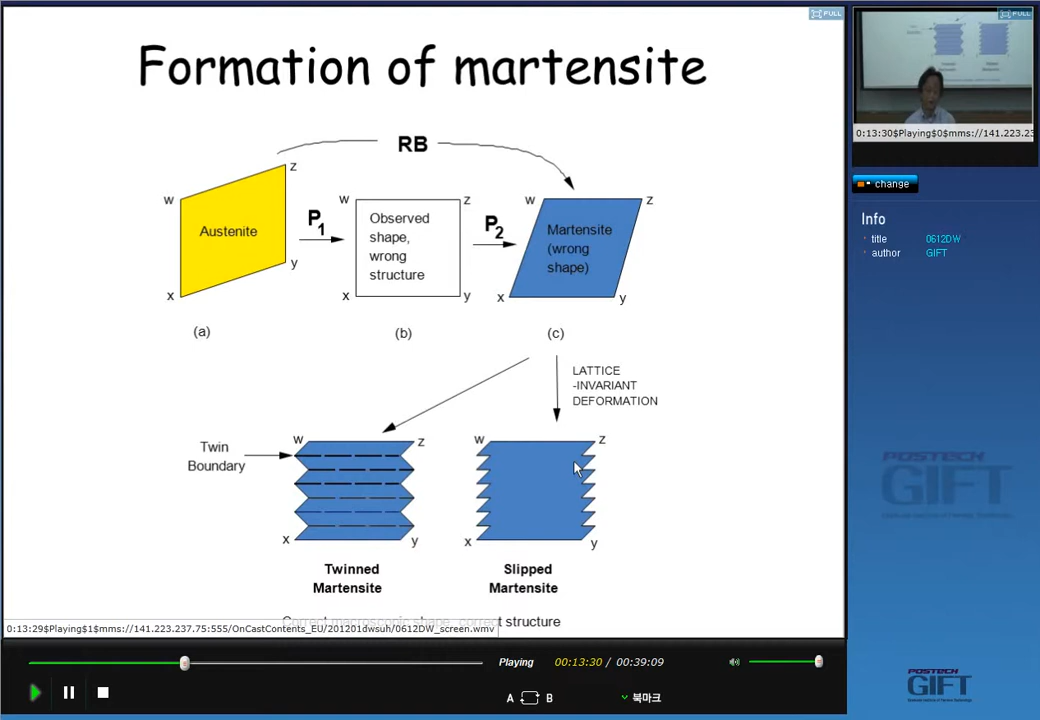 Formation of martensite
RB
w
z
Austenite
x
y
(a)
P1
w
z
Observed
shape,
wrong
structure
x
y
(b)
P2
w
z
Martensite
(wrong
shape)
x
y
(c)
LATTICE
-INVARIANT
DEFORMATION
Twin
Boundary
w
z
x
y
Twinned
Martensite
w
z
x
y
Slipped
Martensite
Correct macroscopic shape, correct structure
0:13:29$Playing$1$mms://141.223.237.75:555/OnCastContents_EU/201201dwsuh/0612DW_screen.wmv
Playing
00:13:30 / 00:39:09
A B
북마크
FULL
FULL
0:13:30$Playing$0$mms://141.223.23
change
Info
title 0612DW
author GIFT
POSTECH
GIFT
POSTECH
GIFT